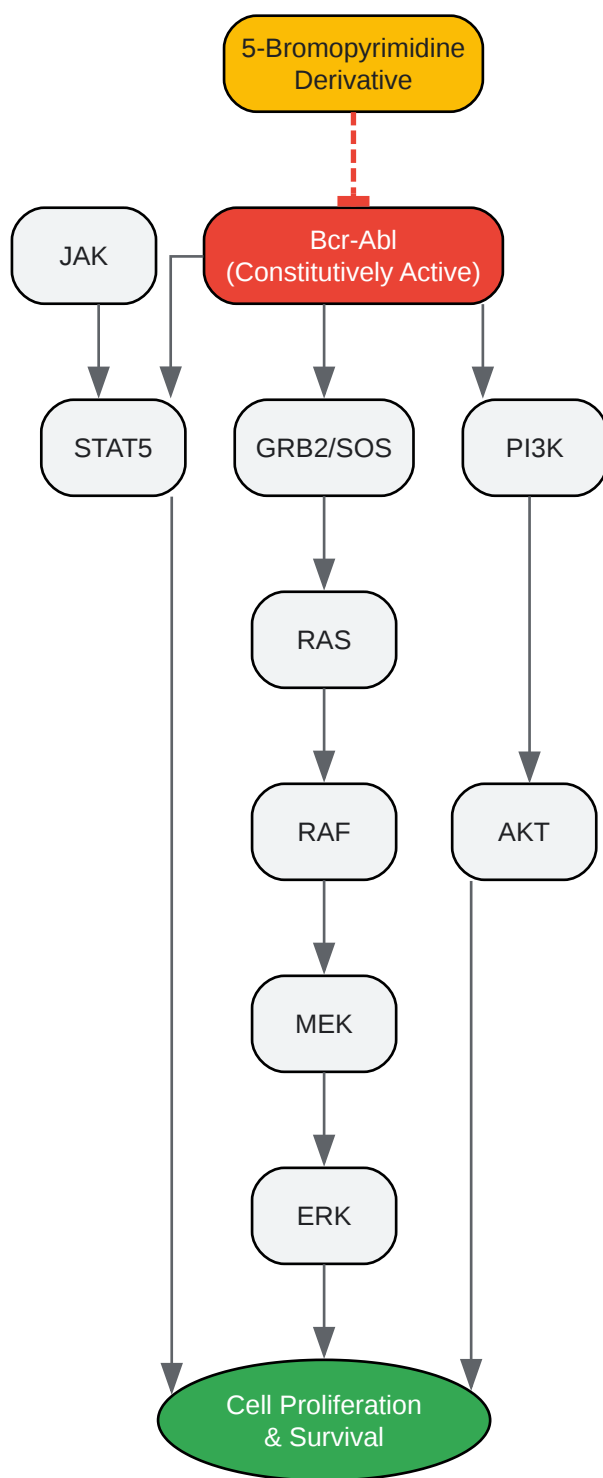 5-Bromopyrimidine
Derivative
JAK
Bcr-Abl
(Constitutively Active)
STAT5
GRB2/SOS
PI3K
RAS
RAF
AKT
MEK
ERK
Cell Proliferation
& Survival